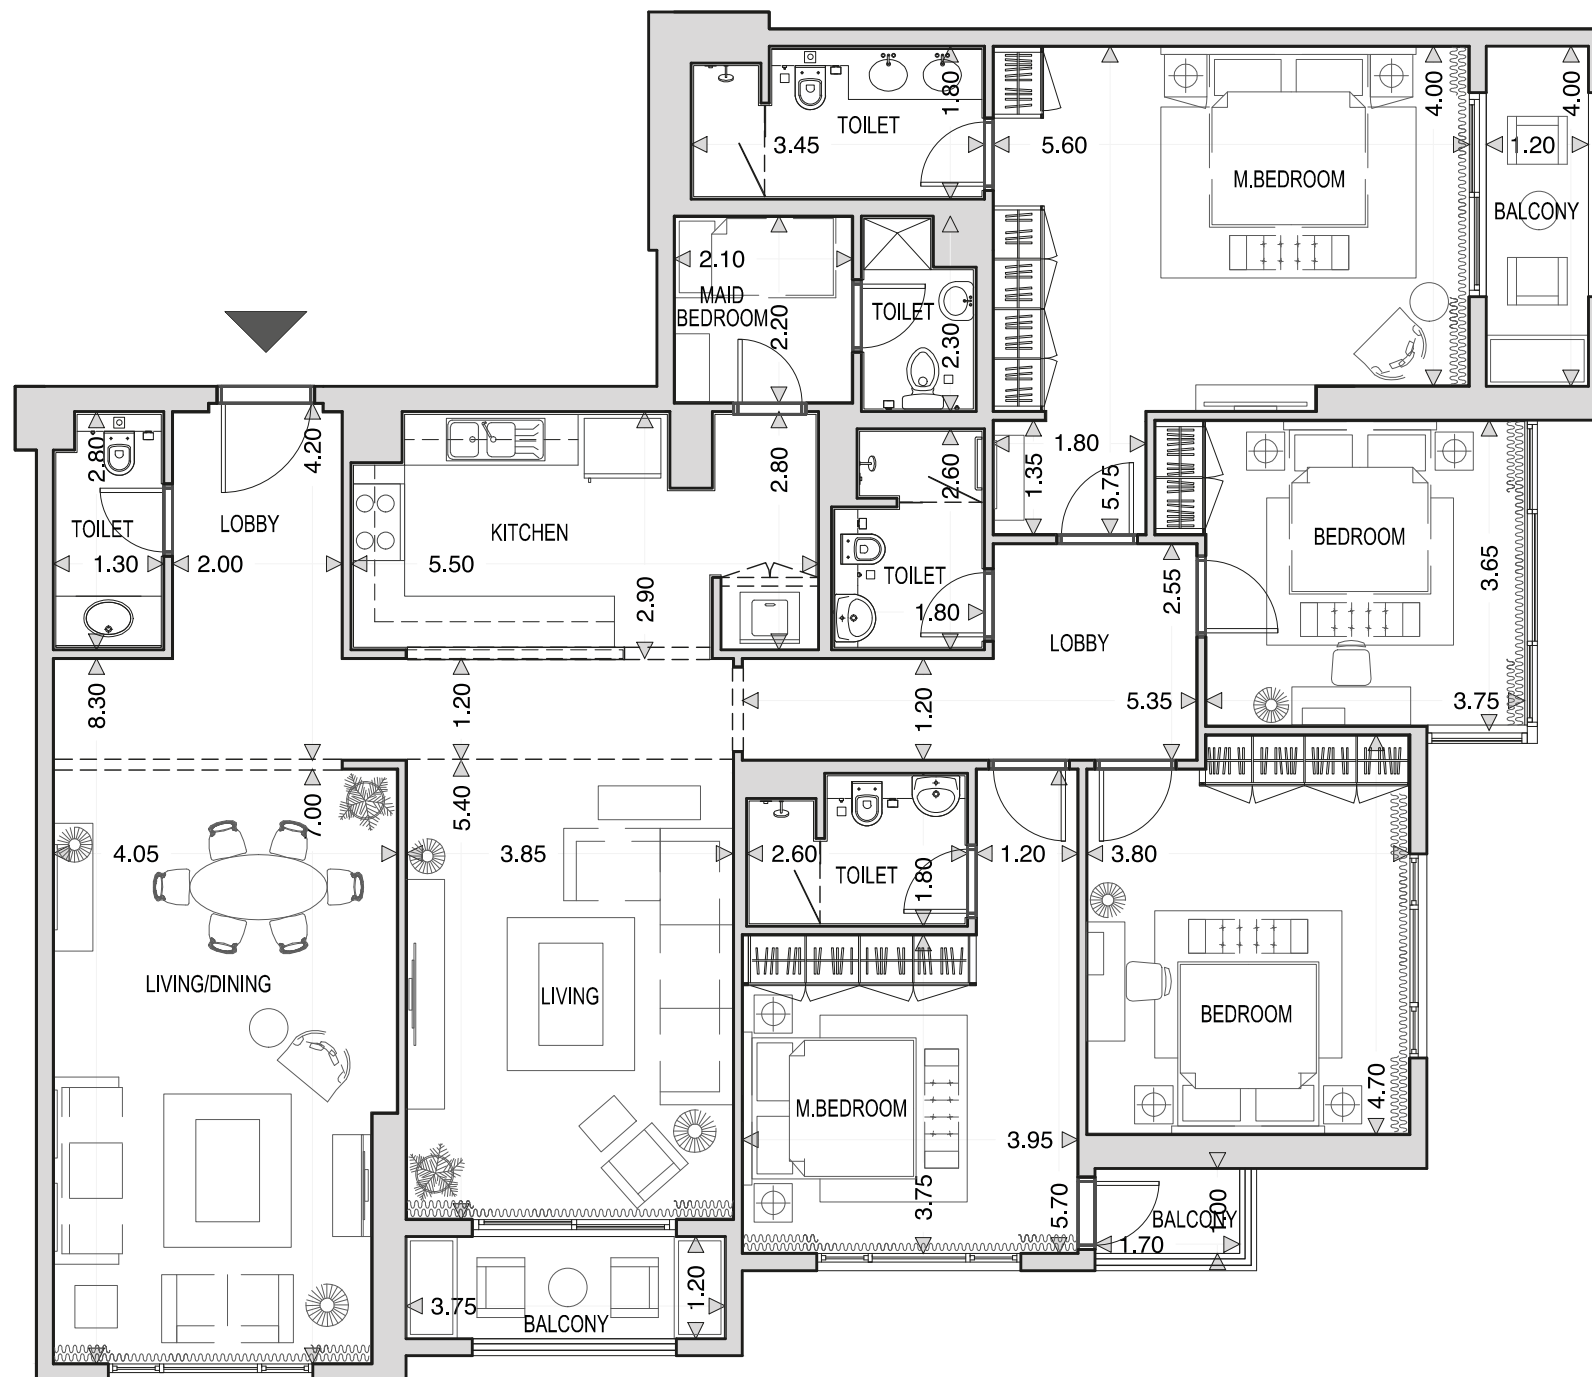 1.80
4.00
4.00
TOILET
3.45
5.60
1.20
M.BEDROOM
BALCONY
2.10
MAID
BEDROOM
2.20
TOILET
2.30
2.80
4.20
TOILET
LOBBY
1.30
2.00
KITCHEN
5.50
2.80
2.90
2.60
TOILET
1.80
1.35
1.80
5.75
BEDROOM
3.65
2.55
LOBBY
8.30
1.20
1.20
5.35
3.75
7.00
5.40
4.05
3.85
2.60
TOILET
1.80
1.20
3.80
LIVING/DINING
LIVING
BEDROOM
M.BEDROOM
4.70
3.95
3.75
5.70
BALCONY
1.00
1.70
3.75
1.20
BALCONY